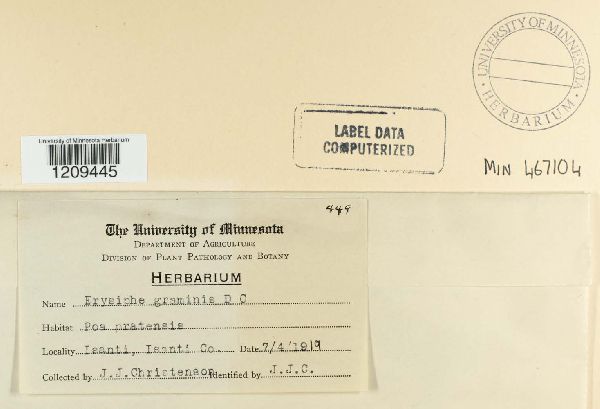 UNIVERSITY OF MINNESOTA
· HERBARIUM ·
LABEL DATA
COMPUTERIZED
University of Minnesota Herbarium
1209445
MIN 467104
449
The University of Minnesota
DEPARTMENT OF AGRICULTURE
DIVISION OF PLANT PATHOLOGY AND BOTANY
HERBARIUM
Name Erysiphe graminis D C
Habitat Poa pratensis
Locality Isanti, Isanti Co. Date 7/4/1919
Collected by J.J.Christenson Identified by J.J.C.